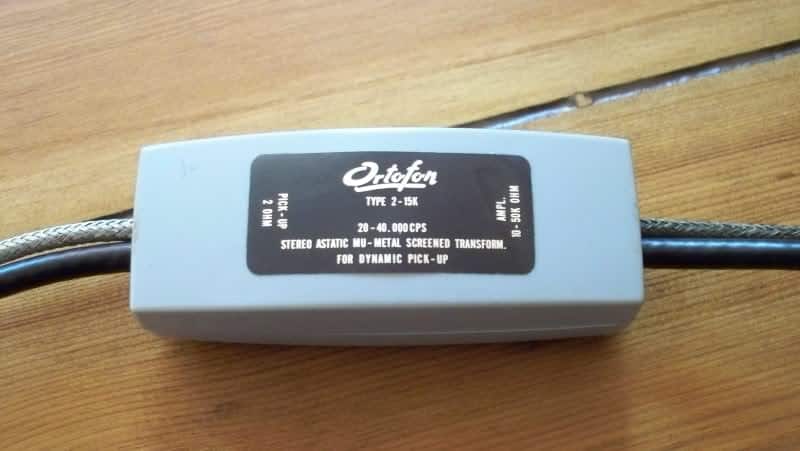 Ortofon
TYPE 2-15K
PICK-UP
2 OHM
AMPL.
10-50K OHM
20-40.000CPS
STEREO ASTATIC MU-METAL SCREENED TRANSFORM.
FOR DYNAMIC PICK-UP